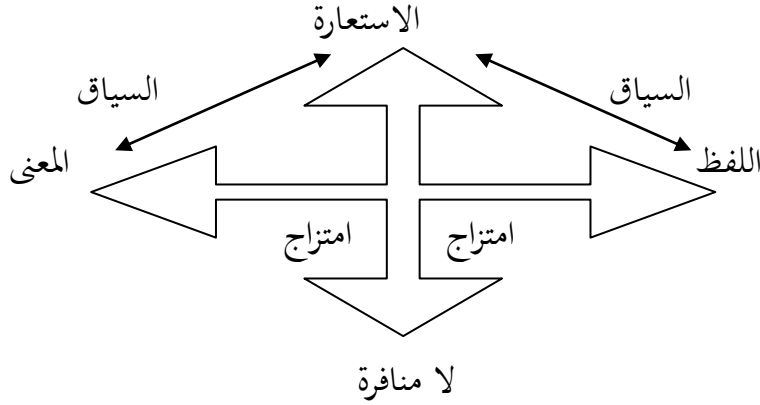 الاستعارة
السياق
السياق
اللفظ
المعنى
امتزاج
امتزاج
لا منافرة